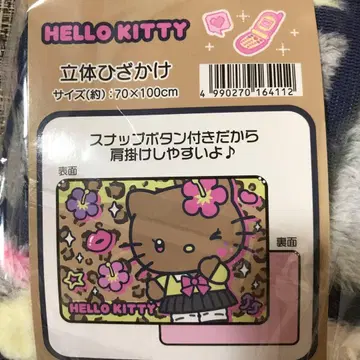 HELLO KITTY
立体ひざかけ
サイズ(約):70×100cm
4 990270 164112
スナップボタン付きだから
肩掛けしやすいよ♪
表面
裏面
HELLO KITTY